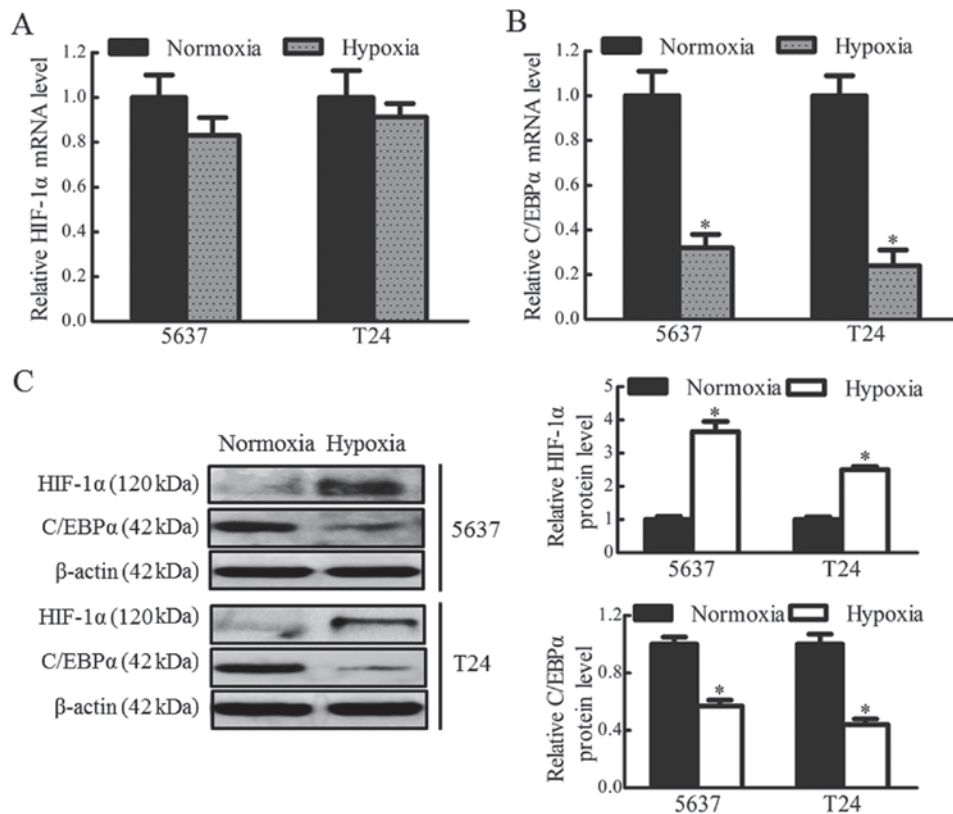 A
Normoxia Hypoxia
Relative HIF-1α mRNA level
1.2
1.0
0.8
0.6
0.4
0.2
0.0
5637 T24
B
Normoxia Hypoxia
Relative C/EBPα mRNA level
1.2
1.0
0.8
0.6
0.4
0.2
0.0
* *
5637 T24
C
Normoxia Hypoxia
HIF-1α (120 kDa)
C/EBPα (42 kDa)
β-actin (42 kDa)
5637
HIF-1α (120 kDa)
C/EBPα (42 kDa)
β-actin (42 kDa)
T24
Normoxia Hypoxia
Relative HIF-1α
protein level
5
4
3
2
1
0
* *
5637 T24
Normoxia Hypoxia
Relative C/EBPα
protein level
1.2
0.8
0.4
0.0
* *
5637 T24